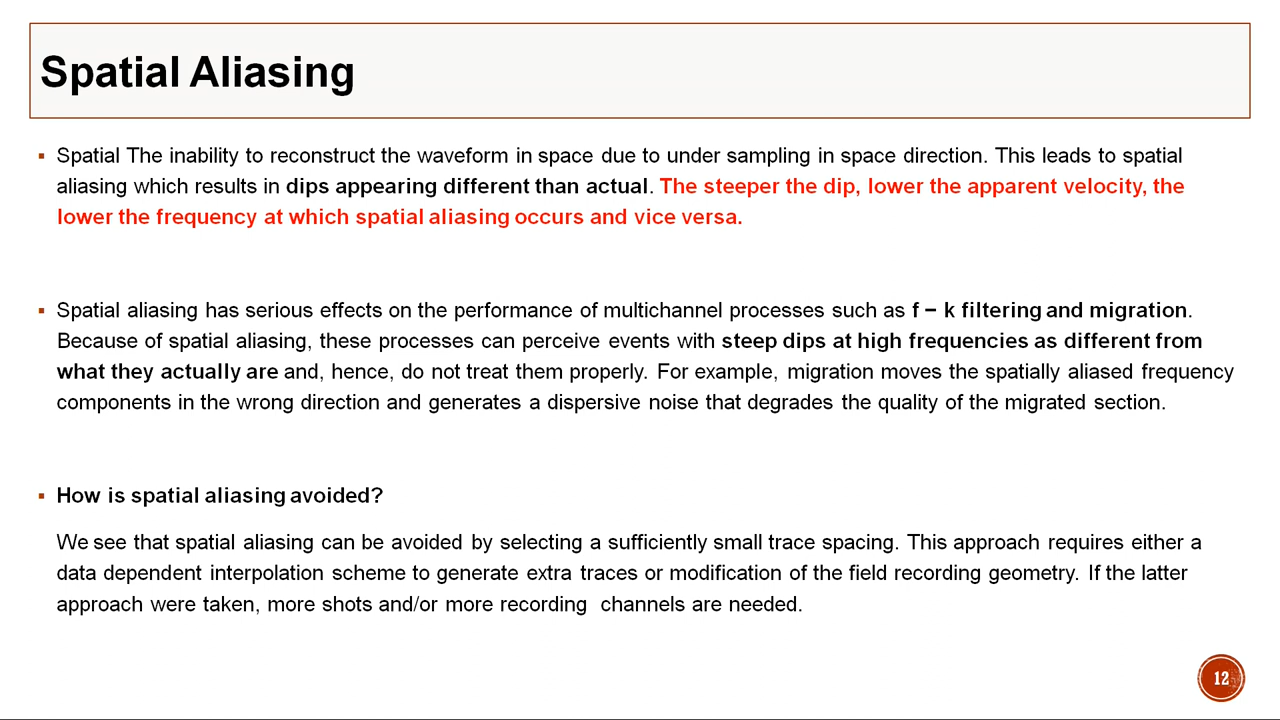 Spatial Aliasing
▪ Spatial The inability to reconstruct the waveform in space due to under sampling in space direction. This leads to spatial
aliasing which results in dips appearing different than actual. The steeper the dip, lower the apparent velocity, the
lower the frequency at which spatial aliasing occurs and vice versa.
▪ Spatial aliasing has serious effects on the performance of multichannel processes such as f – k filtering and migration.
Because of spatial aliasing, these processes can perceive events with steep dips at high frequencies as different from
what they actually are and, hence, do not treat them properly. For example, migration moves the spatially aliased frequency
components in the wrong direction and generates a dispersive noise that degrades the quality of the migrated section.
▪ How is spatial aliasing avoided?
We see that spatial aliasing can be avoided by selecting a sufficiently small trace spacing. This approach requires either a
data dependent interpolation scheme to generate extra traces or modification of the field recording geometry. If the latter
approach were taken, more shots and/or more recording channels are needed.
12